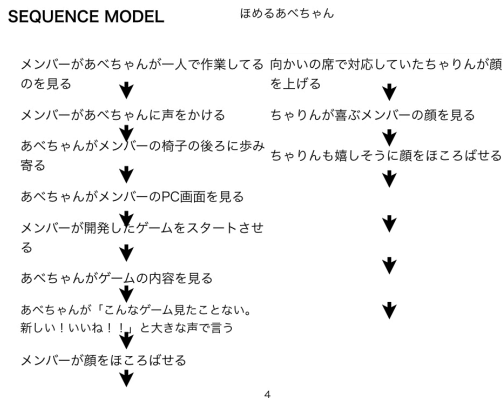 SEQUENCE MODEL
ほめるあべちゃん
メンバーがあべちゃんが一人で作業してる
のを見る
メンバーがあべちゃんに声をかける
あべちゃんがメンバーの椅子の後ろに歩み
寄る
あべちゃんがメンバーのPC画面を見る
メンバーが開発したゲームをスタートさせ
る
あべちゃんがゲームの内容を見る
あべちゃんが「こんなゲーム見たことない。
新しい！いいね！！」と大きな声で言う
メンバーが顔をほころばせる
向かいの席で対応していたちゃりんが顔
を上げる
ちゃりんが喜ぶメンバーの顔を見る
ちゃりんも嬉しそうに顔をほころばせる
4